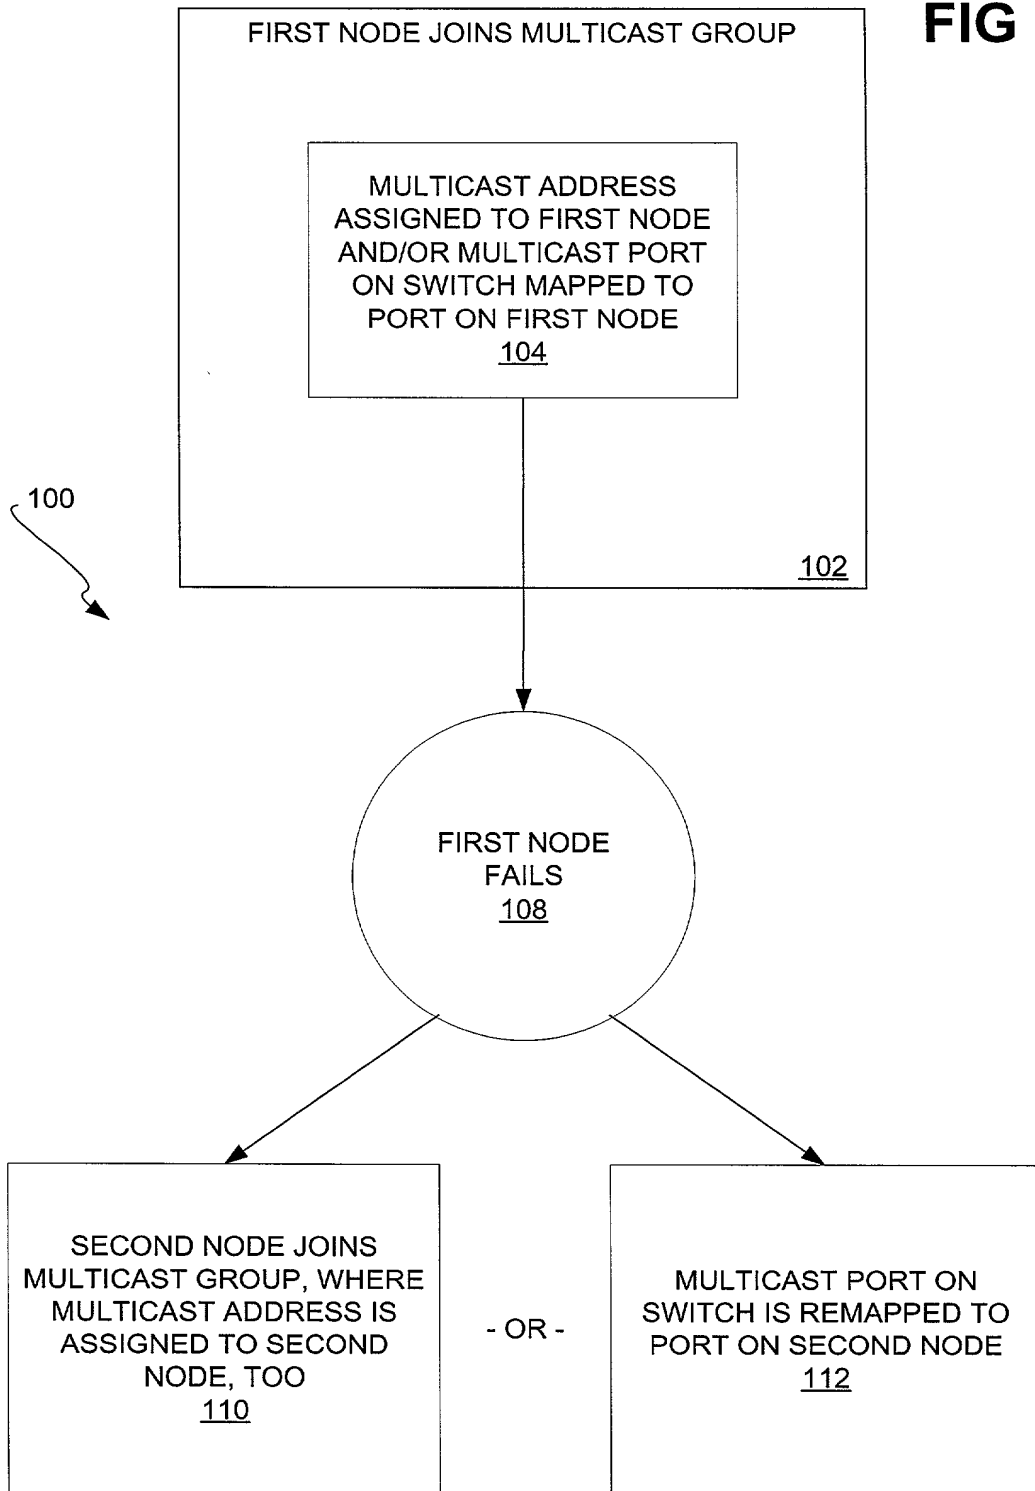 FIG
FIRST NODE JOINS MULTICAST GROUP
MULTICAST ADDRESS
ASSIGNED TO FIRST NODE
AND/OR MULTICAST PORT
ON SWITCH MAPPED TO
PORT ON FIRST NODE
104
100
102
FIRST NODE
FAILS
108
SECOND NODE JOINS
MULTICAST GROUP, WHERE
MULTICAST ADDRESS IS
ASSIGNED TO SECOND
NODE, TOO
110
- OR -
MULTICAST PORT ON
SWITCH IS REMAPPED TO
PORT ON SECOND NODE
112